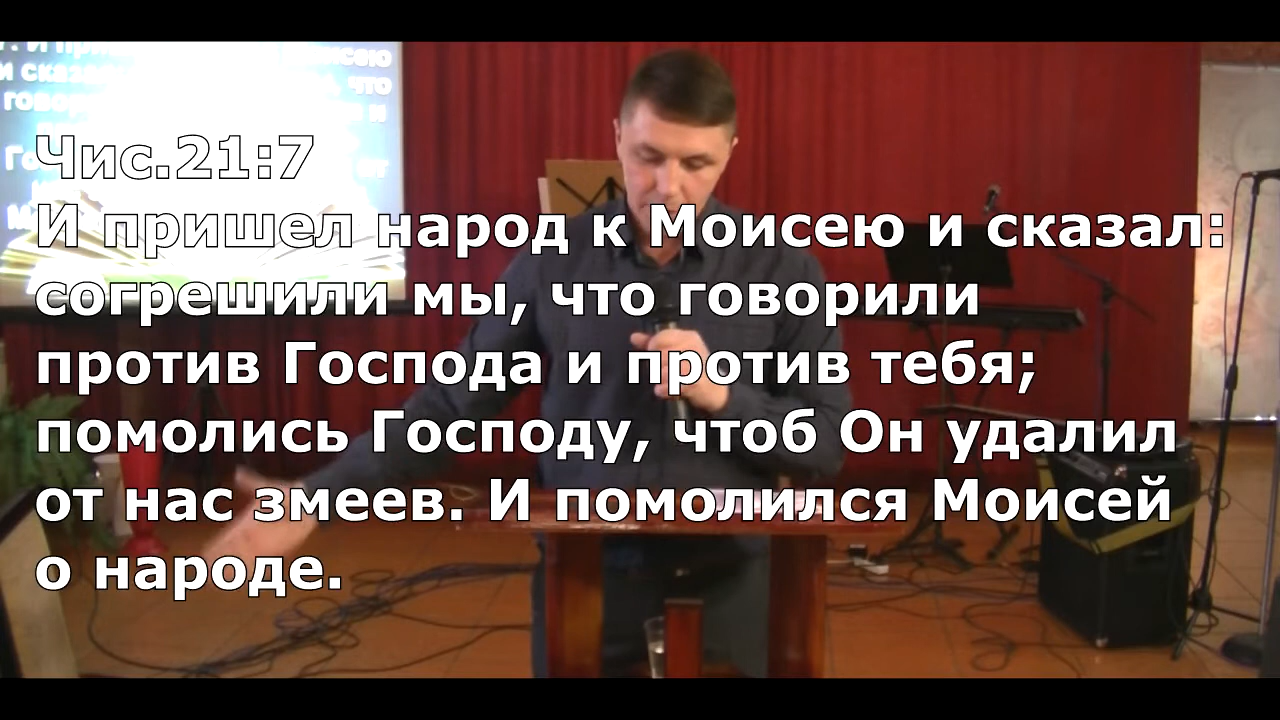 Чис.21:7
И пришел народ к Моисею и сказал:
согрешили мы, что говорили
против Господа и против тебя;
помолись Господу, чтоб Он удалил
от нас змеев. И помолился Моисей
о народе.